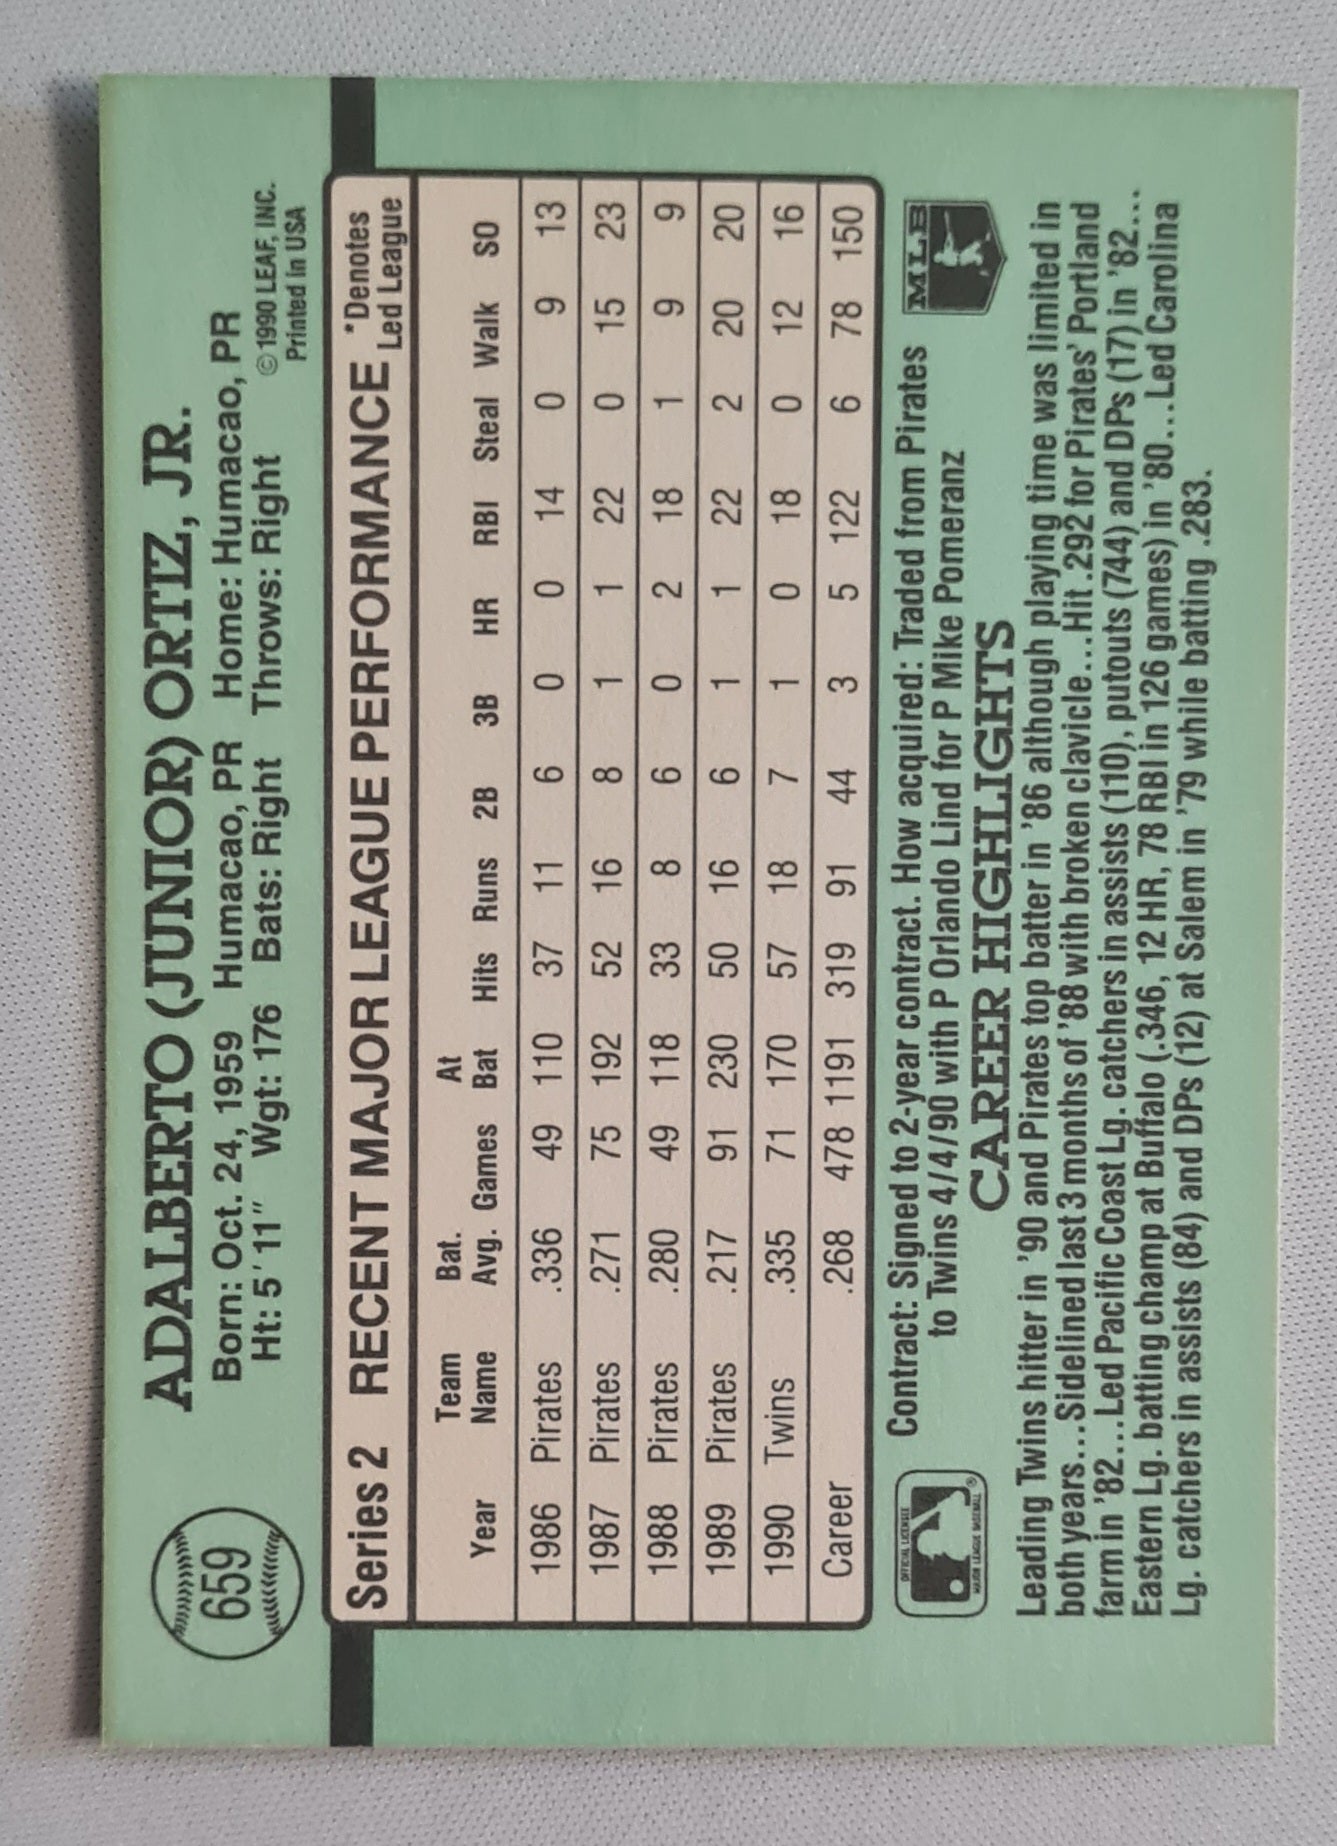 659
ADALBERTO (JUNIOR) ORTIZ, JR.
Born: Oct. 24, 1959 Humacao, PR Home: Humacao, PR
Ht: 5′11″ Wgt: 176 Bats: Right Throws: Right
© 1990 LEAF, INC.
Printed in USA
Series 2 RECENT MAJOR LEAGUE PERFORMANCE *Denotes Led League
Year Team Name Bat. Avg. Games At Bat Hits Runs 2B 3B HR RBI Steal Walk SO
1986 Pirates .336 49 110 37 11 6 0 0 14 0 9 13
1987 Pirates .271 75 192 52 16 8 1 1 22 0 15 23
1988 Pirates .280 49 118 33 8 6 0 2 18 1 9 9
1989 Pirates .217 91 230 50 16 6 1 1 22 2 20 20
1990 Twins .335 71 170 57 18 7 1 0 18 0 12 16
Career .268 478 1191 319 91 44 3 5 122 6 78 150
OFFICIAL LICENSEE
MAJOR LEAGUE BASEBALL
®
Contract: Signed to 2-year contract. How acquired: Traded from Pirates
to Twins 4/4/90 with P Orlando Lind for P Mike Pomeranz
MLB
CAREER HIGHLIGHTS
Leading Twins hitter in '90 and Pirates top batter in '86 although playing time was limited in
both years...Sidelined last 3 months of '88 with broken clavicle...Hit .292 for Pirates' Portland
farm in '82...Led Pacific Coast Lg. catchers in assists (110), putouts (744) and DPs (17) in '82...
Eastern Lg. batting champ at Buffalo (.346, 12 HR, 78 RBI in 126 games) in '80...Led Carolina
Lg. catchers in assists (84) and DPs (12) at Salem in '79 while batting .283.